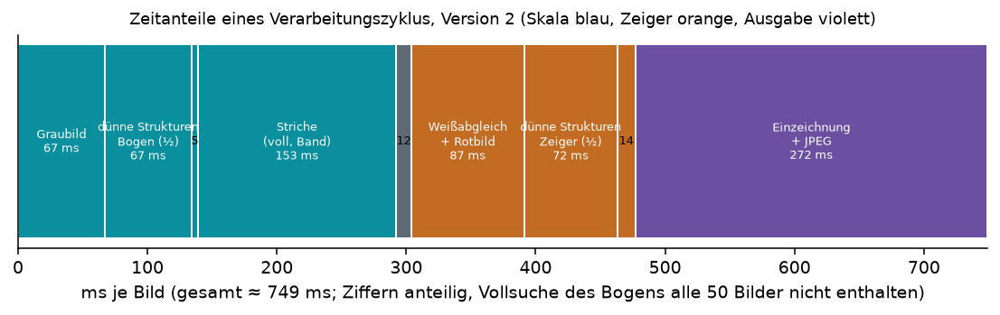 Zeitanteile eines Verarbeitungszyklus, Version 2 (Skala blau, Zeiger orange, Ausgabe violett)
Graubild
67 ms
dünne Strukturen
Bogen (½)
67 ms
5
Striche
(voll, Band)
153 ms
12
Weißabgleich
+ Rotbild
87 ms
dünne Strukturen
Zeiger (½)
72 ms
14
Einzeichnung
+ JPEG
272 ms
0 100 200 300 400 500 600 700
ms je Bild (gesamt ≈ 749 ms; Ziffern anteilig, Vollsuche des Bogens alle 50 Bilder nicht enthalten)